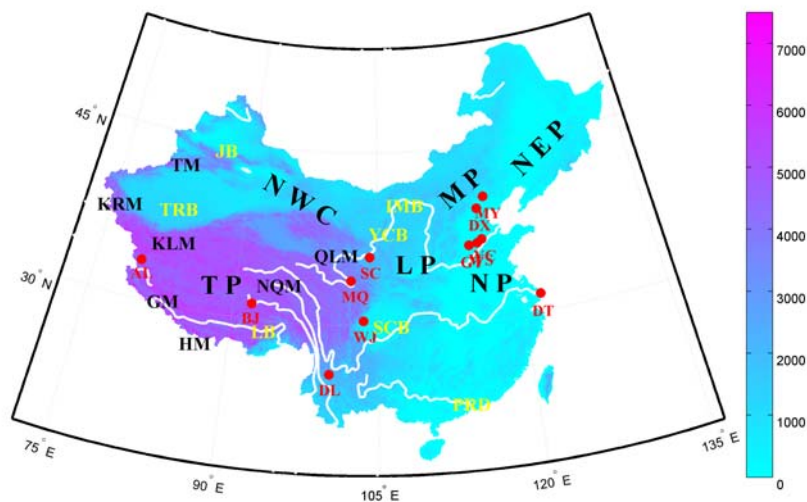 7000
6000
5000
4000
3000
2000
1000
0
45 ° N
30 ° N
75 ° E
90 ° E
105 ° E
120 ° E
135 ° E
JB
TM
KRM
TRB
NWC
IMB
MP
NEP
MY
DX
YCB
KLM
QLM
SC
LP
NP
TP
NQM
MQ
GM
BJ
LB
HM
WJ
SCB
DT
DL
PRD